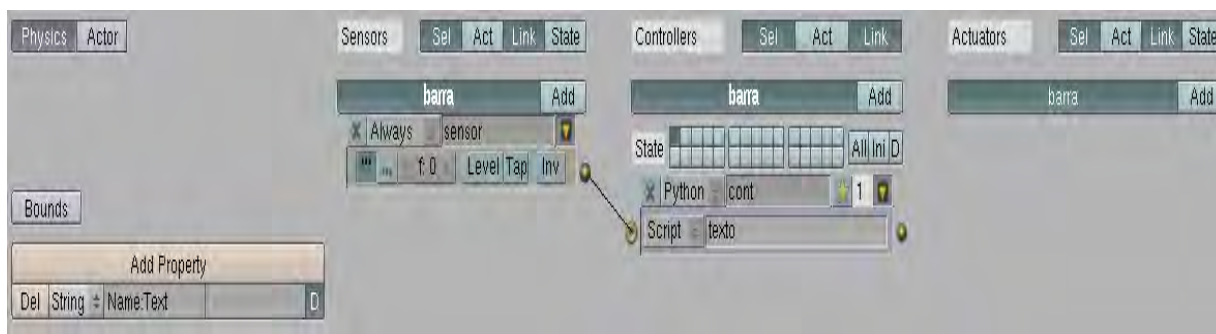 Physics Actor Sensors Sel Act Link State Controllers Sel Act Link Actuators Sel Act Link State
barra Add barra Add barra Add
X Always sensor
State All Ini D
f: 0 Level Tap Inv
X Python cont 1
Bounds
Script texto
Add Property
Del String Name:Text D